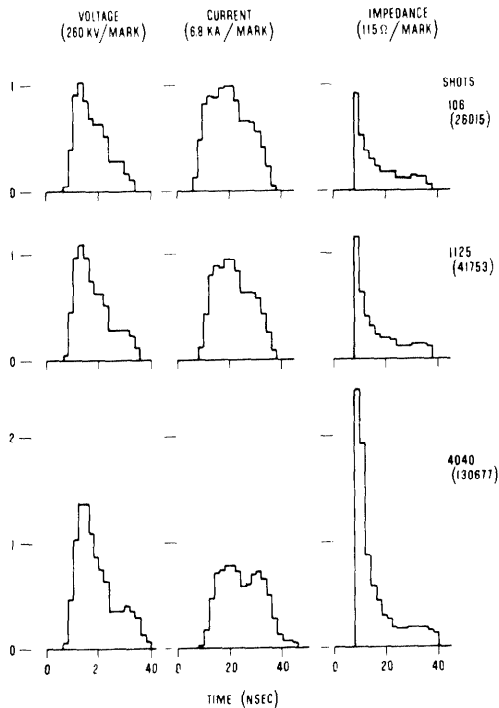 VOLTAGE
(260 KV/MARK)
CURRENT
(6.8 KA/MARK)
IMPEDANCE
(115Ω/MARK)
SHOTS
106
(26015)
1
0
1125
(41753)
1
0
4040
(130677)
2
1
0
0 2 40
0 20 40
0 20 40
TIME (NSEC)